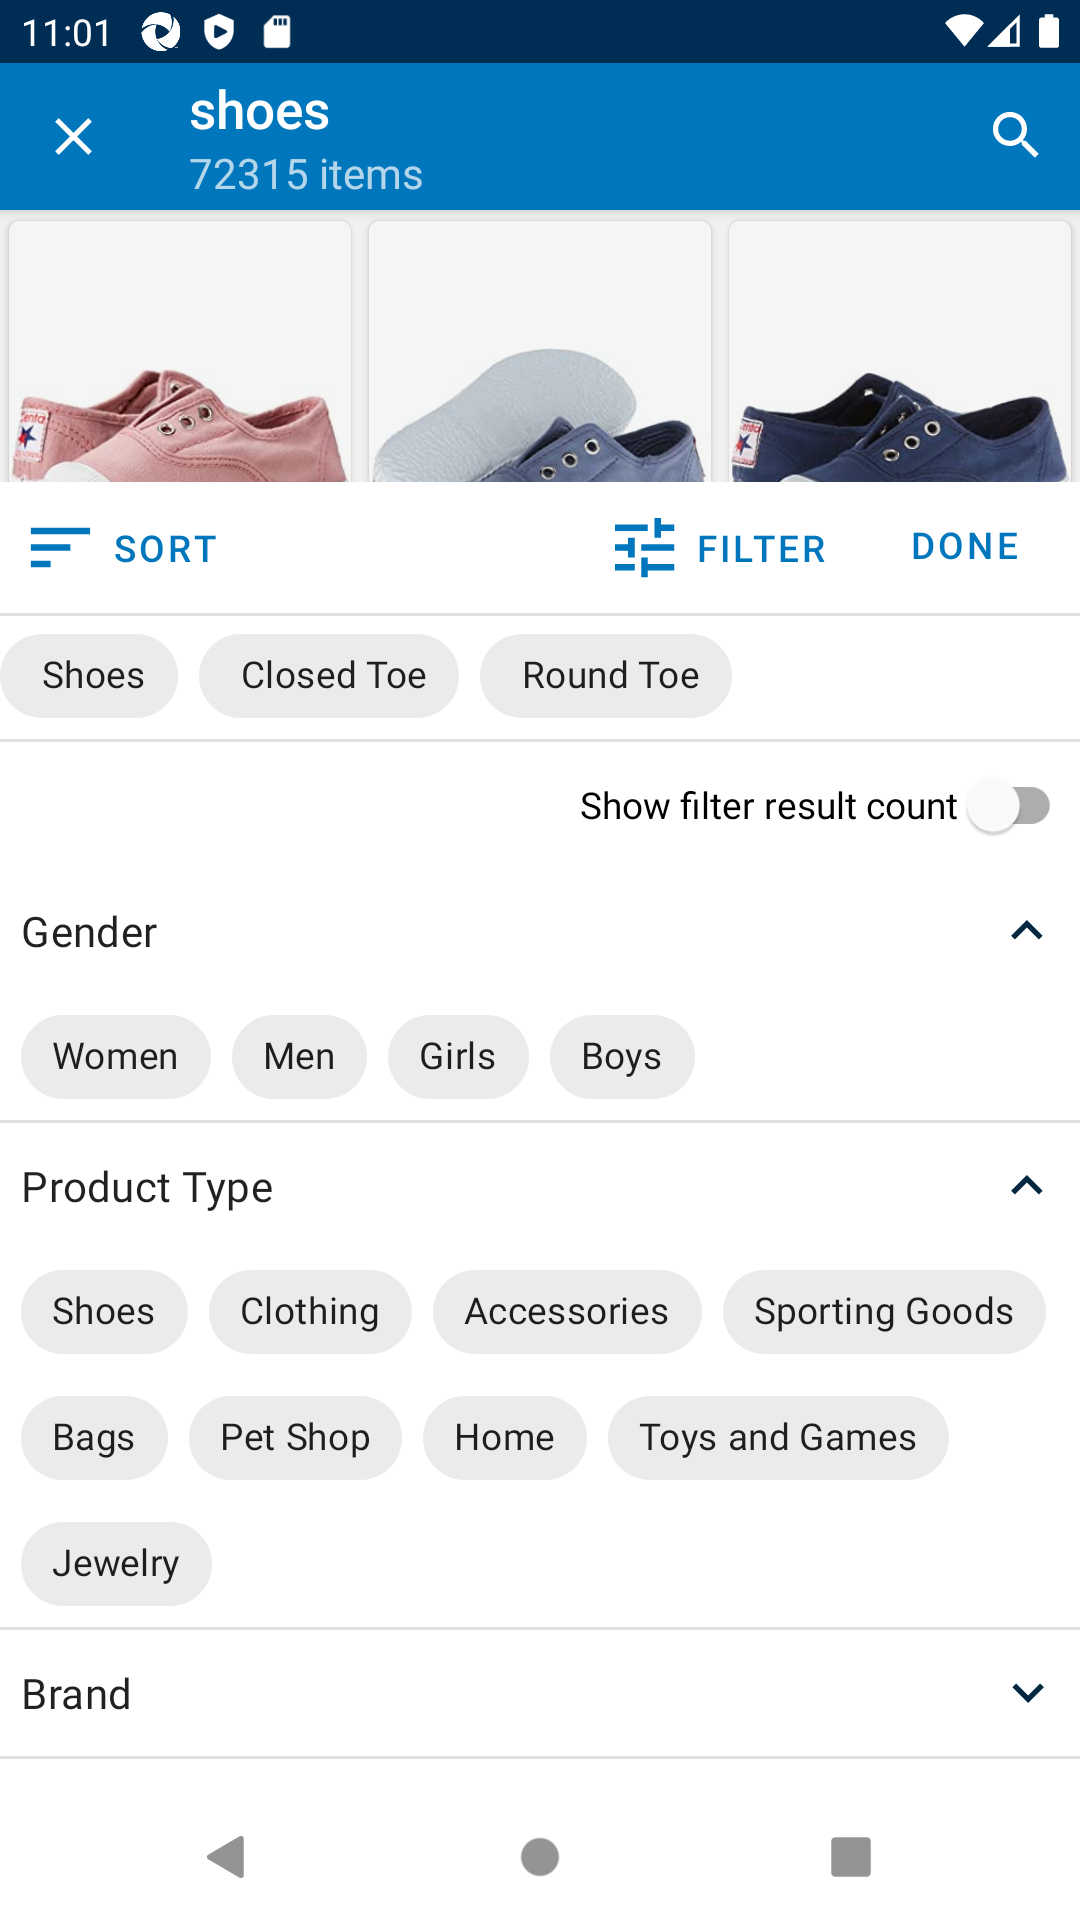 11:01
shoes
72315 items
SORT
FILTER
DONE
Shoes
Closed Toe
Round Toe
Show filter result count
Gender
Women
Men
Girls
Boys
Product Type
Shoes
Clothing
Accessories
Sporting Goods
Bags
Pet Shop
Home
Toys and Games
Jewelry
Brand